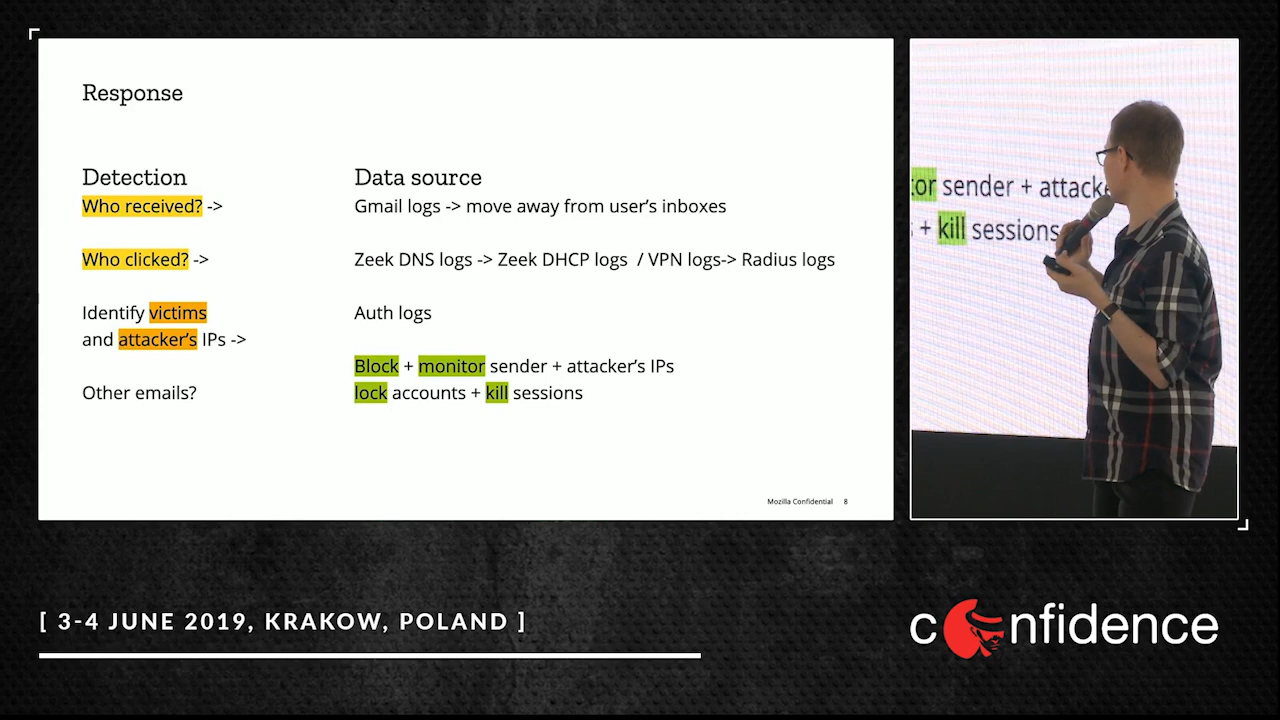 Response
Detection
Data source
Who received? ->
Gmail logs -> move away from user's inboxes
Who clicked? ->
Zeek DNS logs -> Zeek DHCP logs / VPN logs-> Radius logs
Identify victims
Auth logs
and attacker's IPs ->
Block + monitor sender + attacker's IPs
Other emails?
lock accounts + kill sessions
Mozilla Confidential 8
or sender + attacke s
+ kill sessions
[ 3-4 JUNE 2019, KRAKOW, POLAND ]
confidence